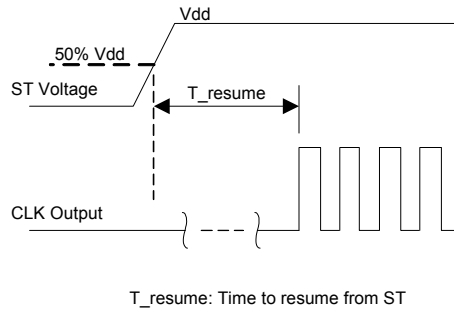 Vdd
50% Vdd
ST Voltage
T_resume
CLK Output
T_resume: Time to resume from ST